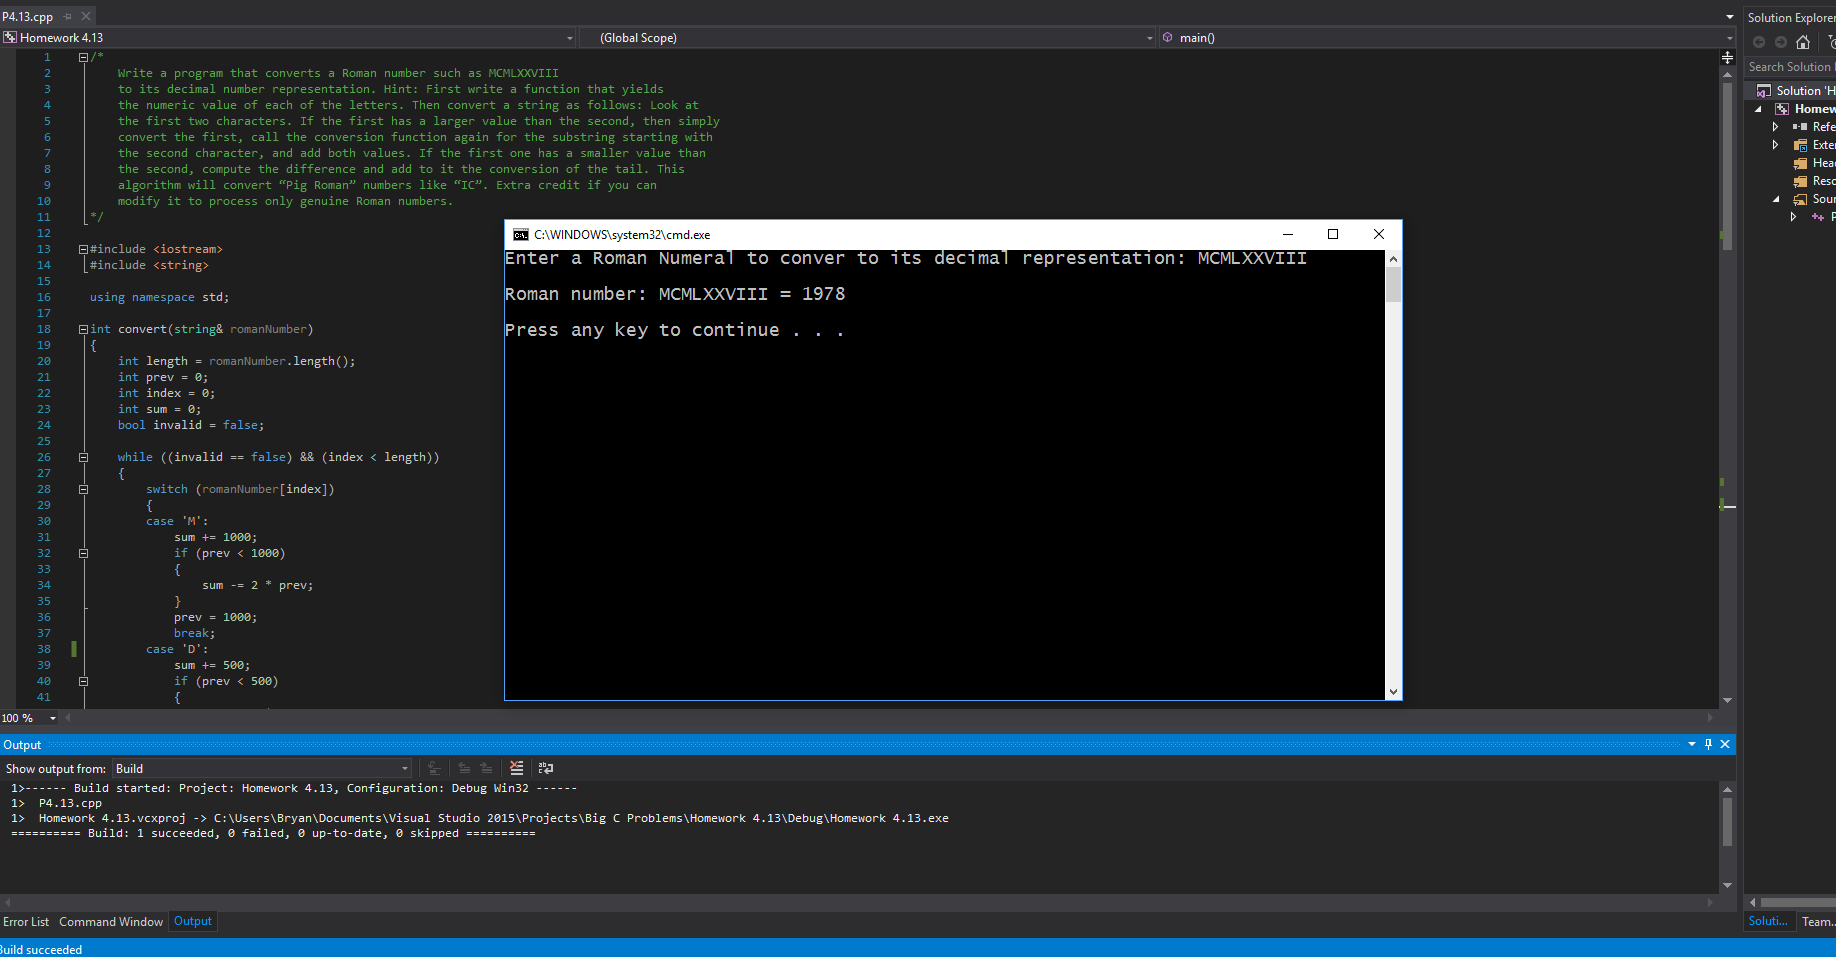 P4.13.cpp
Homework 4.13
(Global Scope)
main()
1 /*
2 Write a program that converts a Roman number such as MCMLXXVIII
3 to its decimal number representation. Hint: First write a function that yields
4 the numeric value of each of the letters. Then convert a string as follows: Look at
5 the first two characters. If the first has a larger value than the second, then simply
6 convert the first, call the conversion function again for the substring starting with
7 the second character, and add both values. If the first one has a smaller value than
8 the second, compute the difference and add to it the conversion of the tail. This
9 algorithm will convert “Pig Roman” numbers like “IC”. Extra credit if you can
10 modify it to process only genuine Roman numbers.
11 */
12
13 #include <iostream>
14 #include <string>
15
16 using namespace std;
17
18 int convert(string& romanNumber)
19 {
20 int length = romanNumber.length();
21 int prev = 0;
22 int index = 0;
23 int sum = 0;
24 bool invalid = false;
25
26 while ((invalid == false) && (index < length))
27 {
28 switch (romanNumber[index])
29 {
30 case 'M':
31 sum += 1000;
32 if (prev < 1000)
33 {
34 sum -= 2 * prev;
35 }
36 prev = 1000;
37 break;
38 case 'D':
39 sum += 500;
40 if (prev < 500)
41 {
C:\WINDOWS\system32\cmd.exe
Enter a Roman Numeral to conver to its decimal representation: MCMLXXVIII
Roman number: MCMLXXVIII = 1978
Press any key to continue . . .
Solution Explorer
Search Solution
Solution 'H
Homew
Refe
Exter
Head
Reso
Sour
P
100 %
Output
Show output from: Build
1>------ Build started: Project: Homework 4.13, Configuration: Debug Win32 ------
1> P4.13.cpp
1> Homework 4.13.vcxproj -> C:\Users\Bryan\Documents\Visual Studio 2015\Projects\Big C Problems\Homework 4.13\Debug\Homework 4.13.exe
========== Build: 1 succeeded, 0 failed, 0 up-to-date, 0 skipped ==========
Error List Command Window Output
Soluti... Team...
Build succeeded